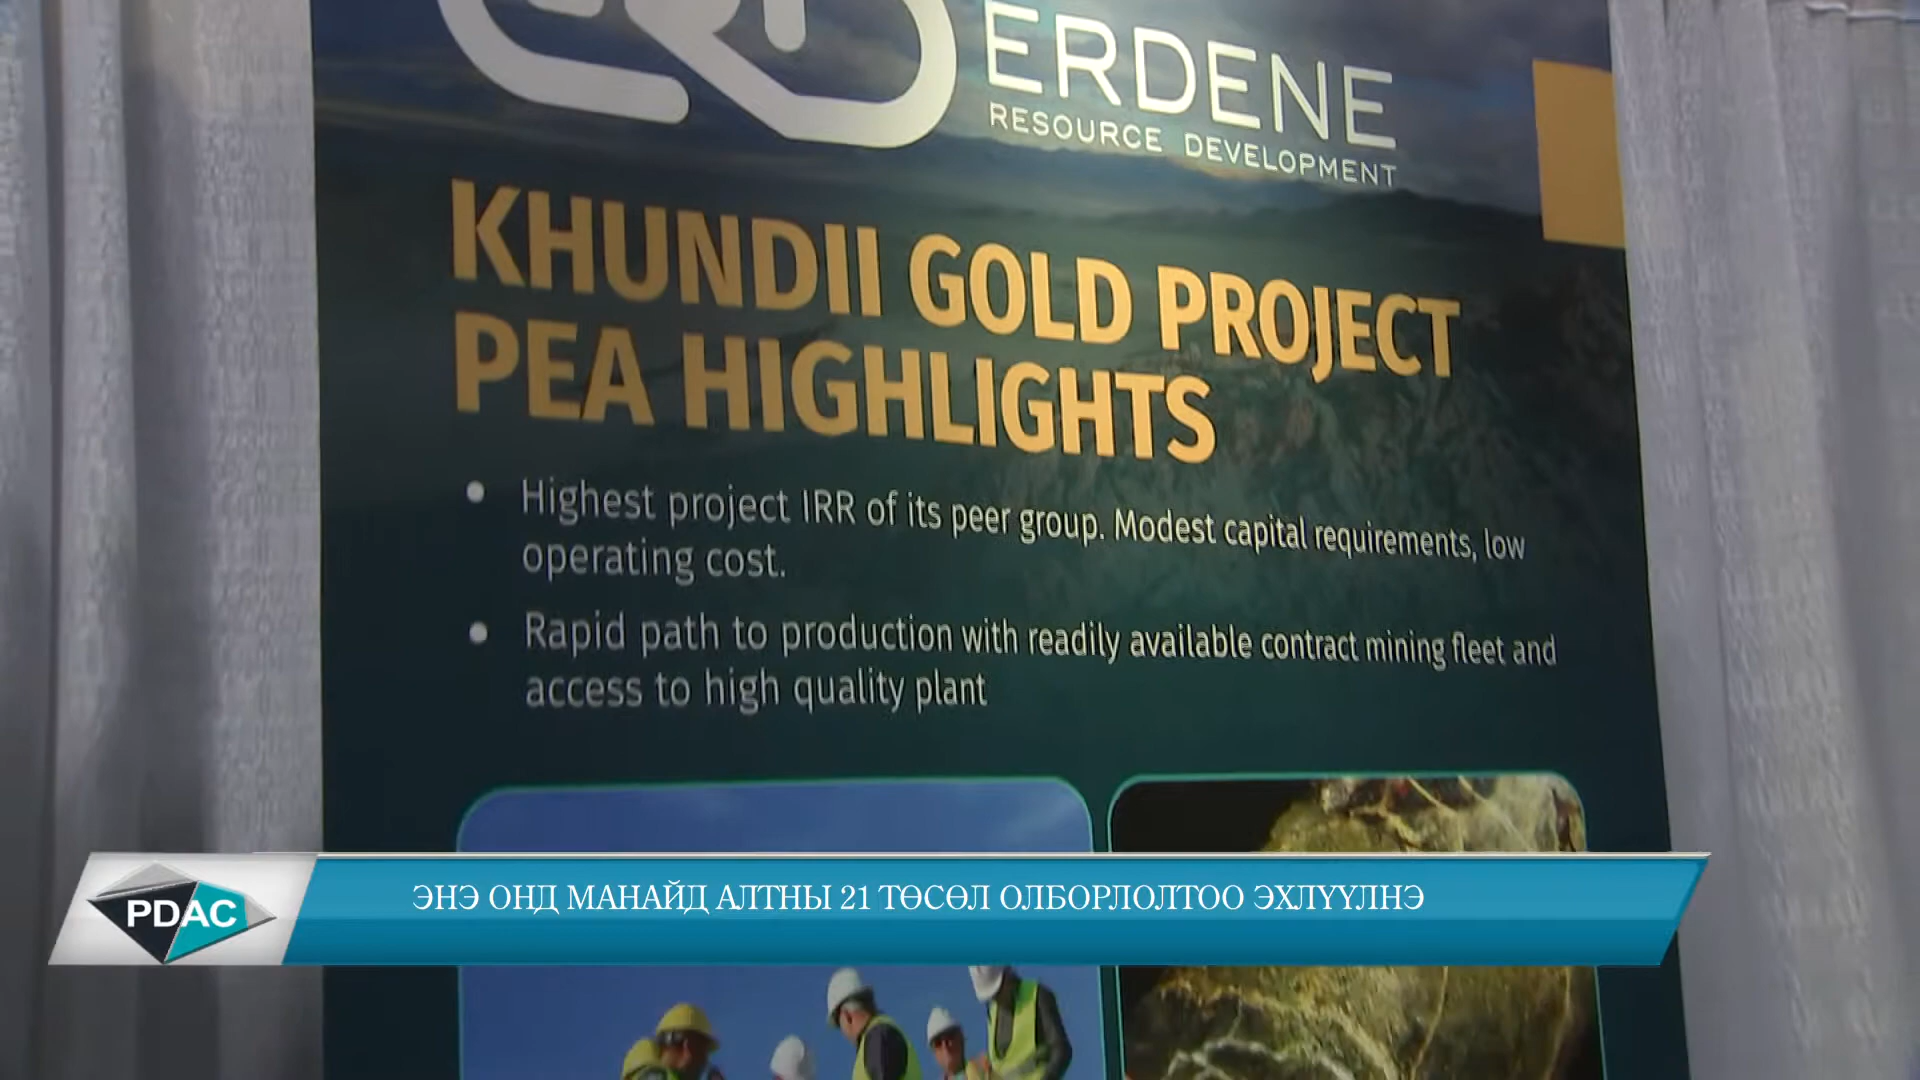 ERDENE
RESOURCE DEVELOPMENT
KHUNDII GOLD PROJECT
PEA HIGHLIGHTS
• Highest project IRR of its peer group. Modest capital requirements, low
operating cost.
• Rapid path to production with readily available contract mining fleet and
access to high quality plant
PDAC
ЭНЭ ОНД МАНАЙД АЛТНЫ 21 ТӨСӨЛ ОЛБОРЛОЛТОО ЭХЛҮҮЛНЭ